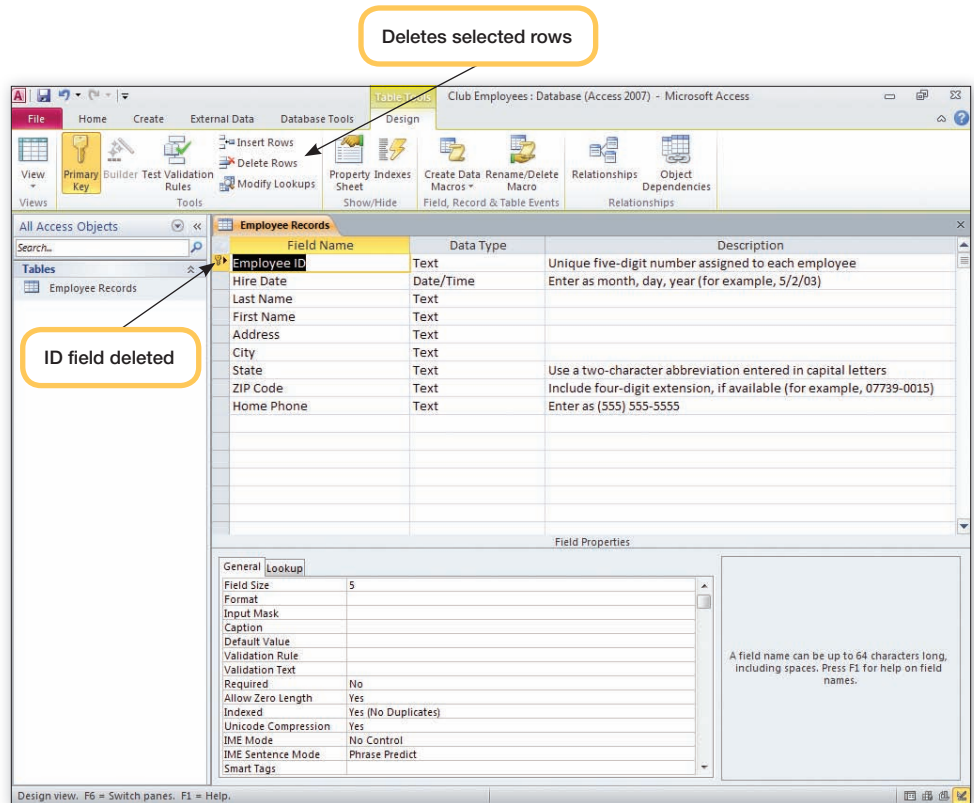 Deletes selected rows
Table Tools
Club Employees : Database (Access 2007) - Microsoft Access
File Home Create External Data Database Tools Design
View
Views
Primary Key
Builder
Test Validation Rules
Insert Rows
Delete Rows
Modify Lookups
Tools
Property Sheet
Indexes
Show/Hide
Create Data Macros
Rename/Delete Macro
Field, Record & Table Events
Relationships
Object Dependencies
Relationships
All Access Objects
Search...
Tables
Employee Records
ID field deleted
Employee Records
Field Name Data Type Description
Employee ID Text Unique five-digit number assigned to each employee
Hire Date Date/Time Enter as month, day, year (for example, 5/2/03)
Last Name Text
First Name Text
Address Text
City Text
State Text Use a two-character abbreviation entered in capital letters
ZIP Code Text Include four-digit extension, if available (for example, 07739-0015)
Home Phone Text Enter as (555) 555-5555
Field Properties
General Lookup
Field Size 5
Format
Input Mask
Caption
Default Value
Validation Rule
Validation Text
Required No
Allow Zero Length Yes
Indexed Yes (No Duplicates)
Unicode Compression Yes
IME Mode No Control
IME Sentence Mode Phrase Predict
Smart Tags
A field name can be up to 64 characters long,
including spaces. Press F1 for help on field
names.
Design view. F6 = Switch panes. F1 = Help.